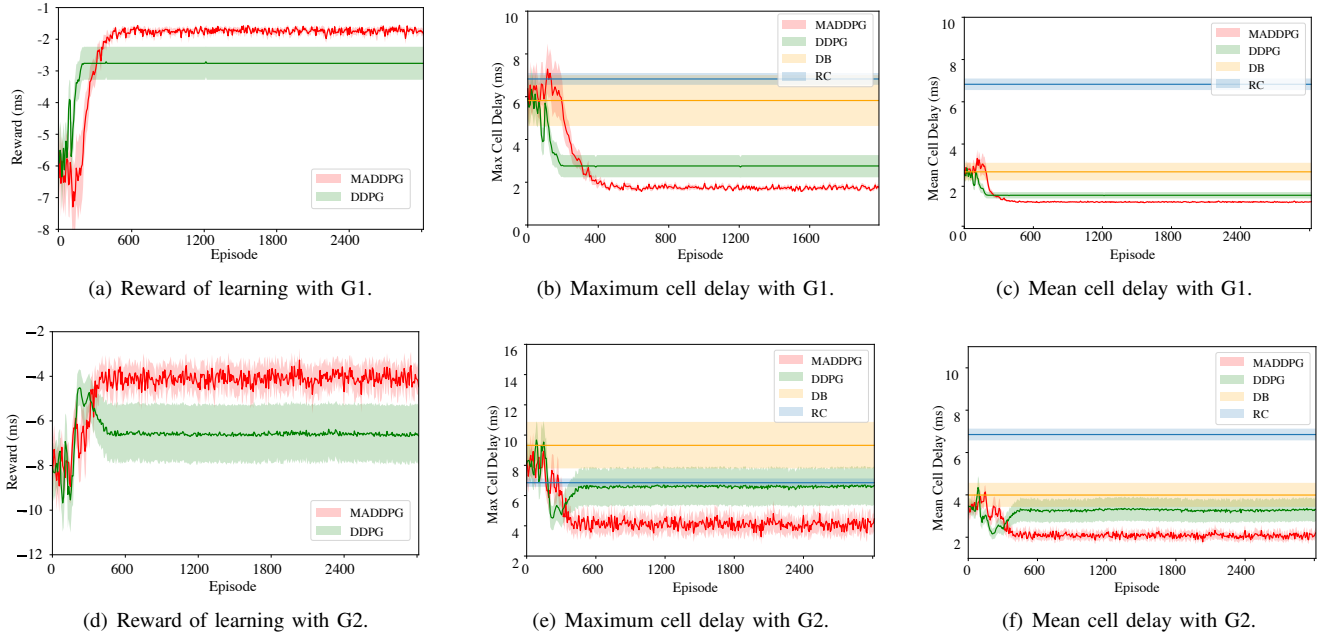 -1
-2
-3
-4
-5
-6
-7
-8
Reward (ms)
0
600
1200
1800
2400
Episode
MADDPG
DDPG
(a) Reward of learning with G1.
10
8
6
4
2
0
Max Cell Delay (ms)
0
400
800
1200
1600
Episode
MADDPG
DDPG
DB
RC
(b) Maximum cell delay with G1.
10
8
6
4
2
0
Mean Cell Delay (ms)
0
600
1200
1800
2400
Episode
MADDPG
DDPG
DB
RC
(c) Mean cell delay with G1.
−2
−4
−6
−8
−10
−12
Reward (ms)
0
600
1200
1800
2400
Episode
MADDPG
DDPG
(d) Reward of learning with G2.
16
14
12
10
8
6
4
2
Max Cell Delay (ms)
0
600
1200
1800
2400
Episode
MADDPG
DDPG
DB
RC
(e) Maximum cell delay with G2.
10
8
6
4
2
Mean Cell Delay (ms)
0
600
1200
1800
2400
Episode
MADDPG
DDPG
DB
RC
(f) Mean cell delay with G2.